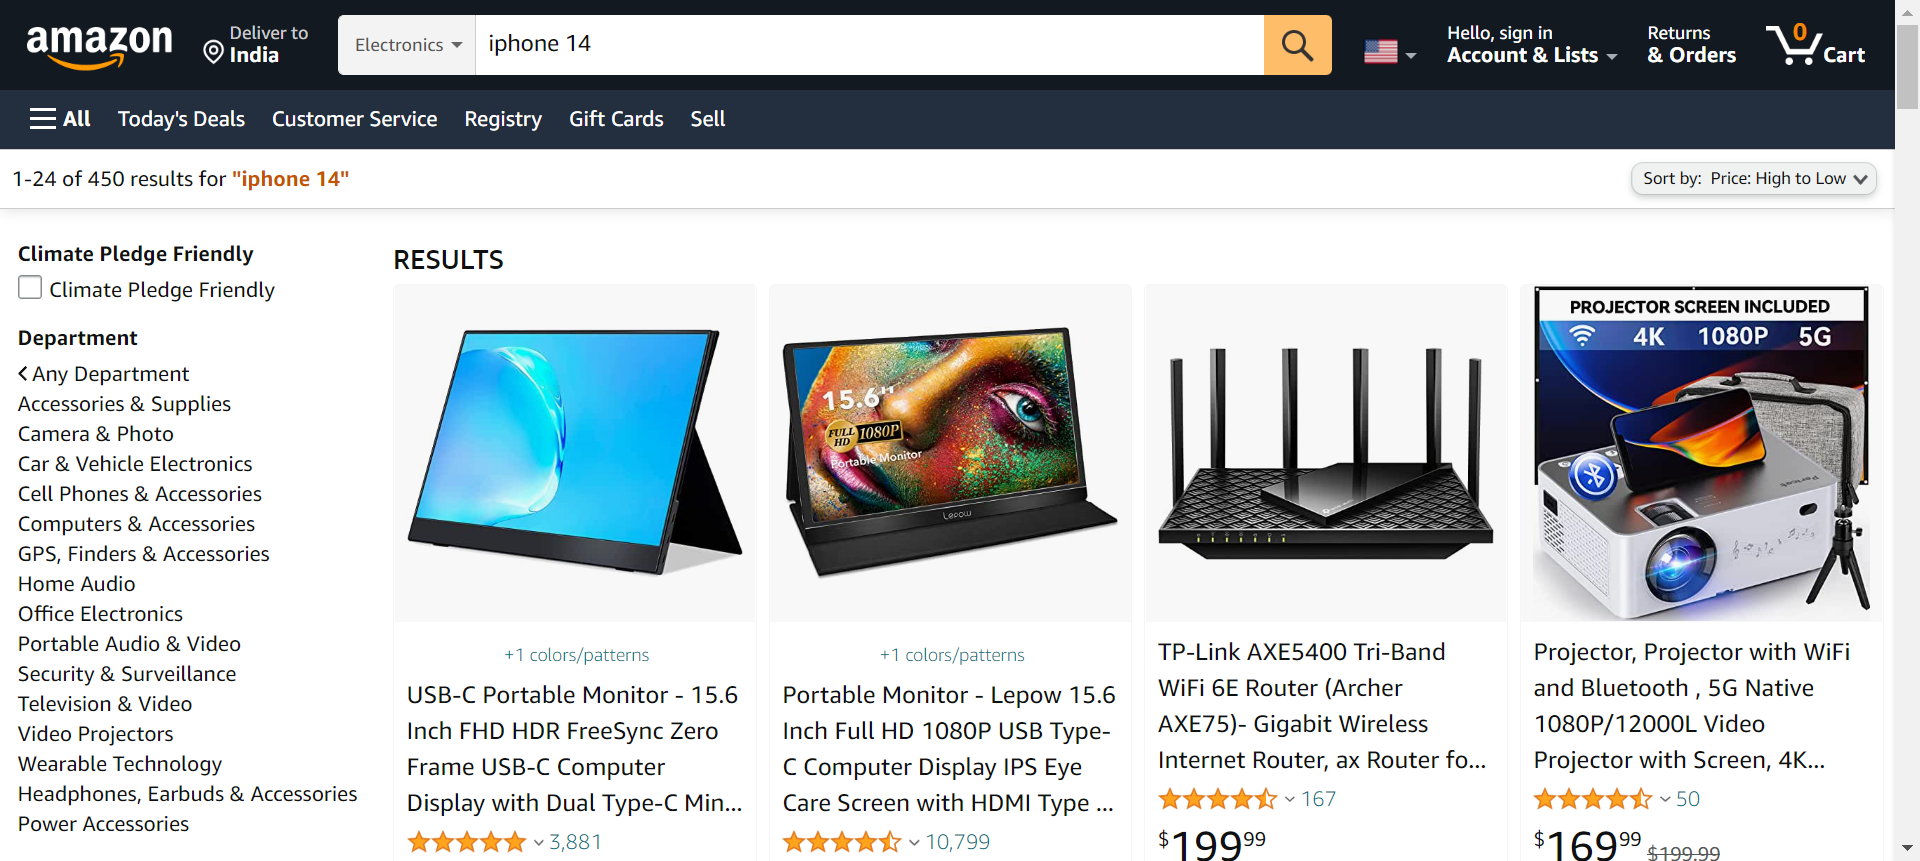 amazon
Deliver to
India
Electronics
iphone 14
Hello, sign in
Account & Lists
Returns
& Orders
0
Cart
All
Today's Deals
Customer Service
Registry
Gift Cards
Sell
1-24 of 450 results for "iphone 14"
Sort by: Price: High to Low
Climate Pledge Friendly
Climate Pledge Friendly
Department
Any Department
Accessories & Supplies
Camera & Photo
Car & Vehicle Electronics
Cell Phones & Accessories
Computers & Accessories
GPS, Finders & Accessories
Home Audio
Office Electronics
Portable Audio & Video
Security & Surveillance
Television & Video
Video Projectors
Wearable Technology
Headphones, Earbuds & Accessories
Power Accessories
RESULTS
+1 colors/patterns
USB-C Portable Monitor - 15.6
Inch FHD HDR FreeSync Zero
Frame USB-C Computer
Display with Dual Type-C Min...
3,881
15.6"
FULL
HD
1080P
Portable Monitor
Lepow
+1 colors/patterns
Portable Monitor - Lepow 15.6
Inch Full HD 1080P USB Type-
C Computer Display IPS Eye
Care Screen with HDMI Type ...
10,799
TP-Link AXE5400 Tri-Band
WiFi 6E Router (Archer
AXE75)- Gigabit Wireless
Internet Router, ax Router fo...
167
$199.99
PROJECTOR SCREEN INCLUDED
4K 1080P 5G
Projector, Projector with WiFi
and Bluetooth , 5G Native
1080P/12000L Video
Projector with Screen, 4K...
50
$169.99 $199.99